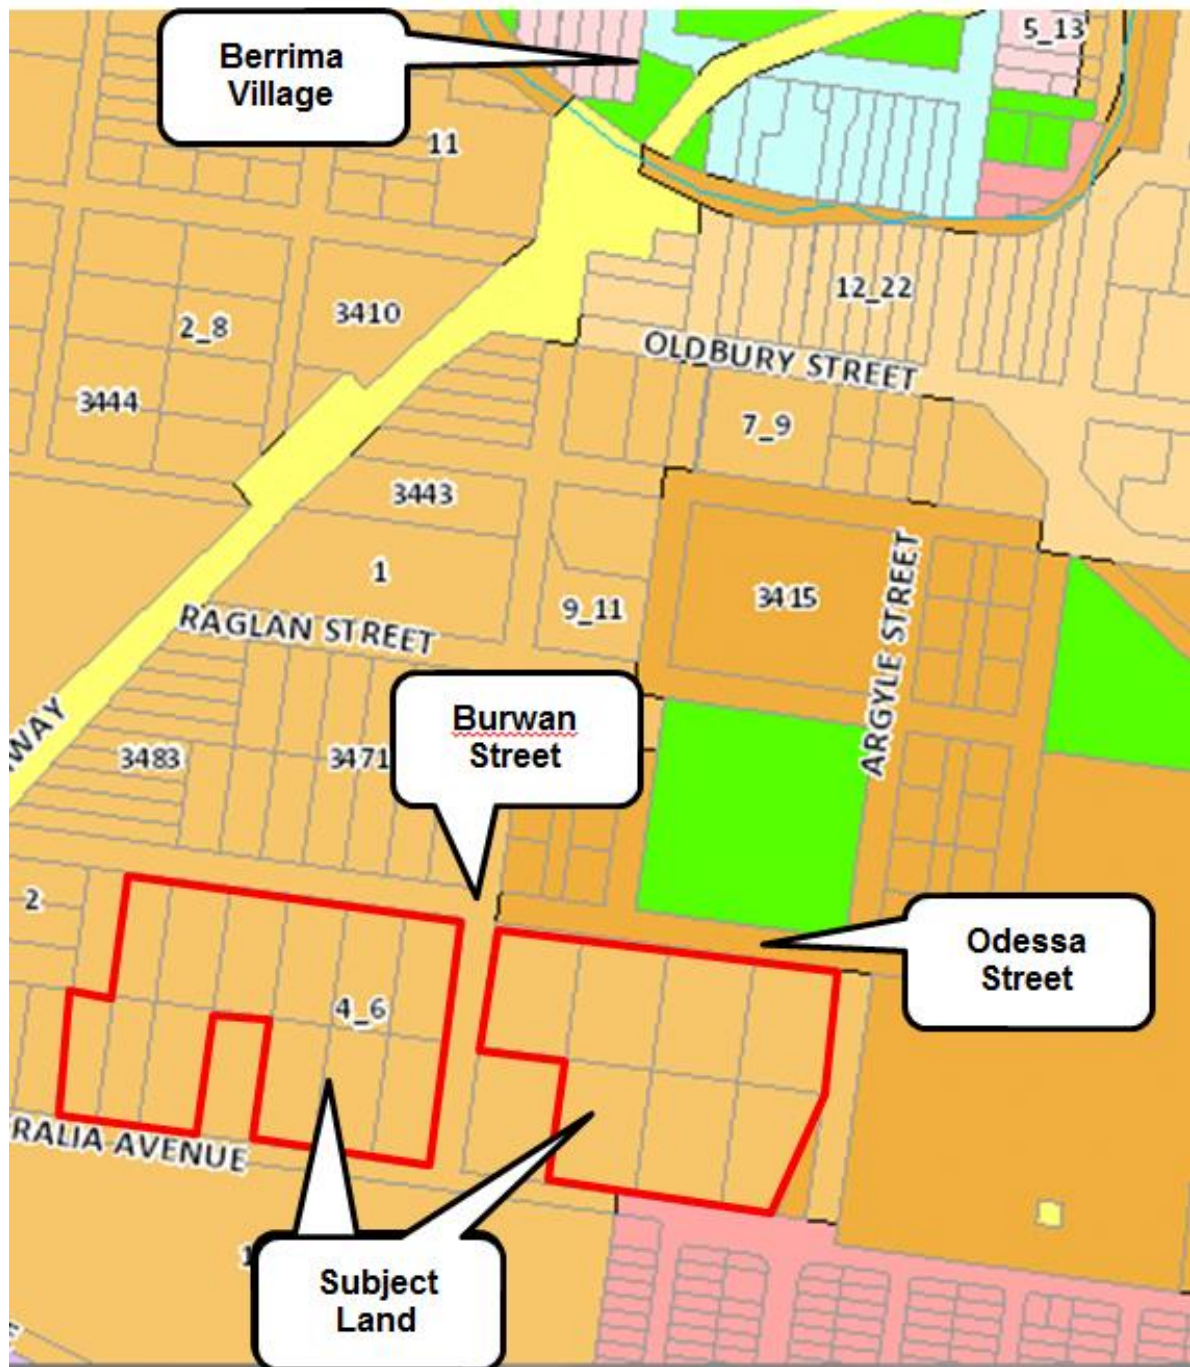 Berrima
Village
5_13
11
12_22
3410
2_8
OLDBURY STREET
3444
7_9
3443
1
3415
9_11
RAGLAN STREET
ARGYLE STREET
WAY
Burwan
Street
3483
3471
2
Odessa
Street
4_6
RALIA AVENUE
1
Subject
Land